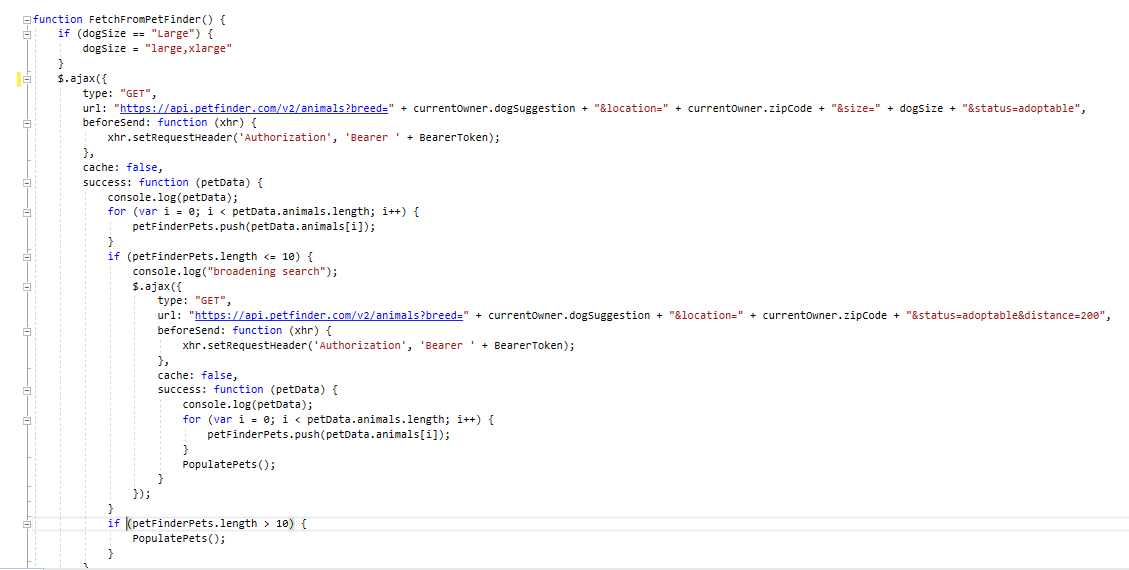 function FetchFromPetFinder() {
    if (dogSize == "Large") {
        dogSize = "large,xlarge"
    }
    $.ajax({
        type: "GET",
        url: "https://api.petfinder.com/v2/animals?breed=" + currentOwner.dogSuggestion + "&location=" + currentOwner.zipCode + "&size=" + dogSize + "&status=adoptable",
        beforeSend: function (xhr) {
            xhr.setRequestHeader('Authorization', 'Bearer ' + BearerToken);
        },
        cache: false,
        success: function (petData) {
            console.log(petData);
            for (var i = 0; i < petData.animals.length; i++) {
                petFinderPets.push(petData.animals[i]);
            }
            if (petFinderPets.length <= 10) {
                console.log("broadening search");
                $.ajax({
                    type: "GET",
                    url: "https://api.petfinder.com/v2/animals?breed=" + currentOwner.dogSuggestion + "&location=" + currentOwner.zipCode + "&status=adoptable&distance=200",
                    beforeSend: function (xhr) {
                        xhr.setRequestHeader('Authorization', 'Bearer ' + BearerToken);
                    },
                    cache: false,
                    success: function (petData) {
                        console.log(petData);
                        for (var i = 0; i < petData.animals.length; i++) {
                            petFinderPets.push(petData.animals[i]);
                        }
                        PopulatePets();
                    }
                });
            }
            if (petFinderPets.length > 10) {
                PopulatePets();
            }
        }